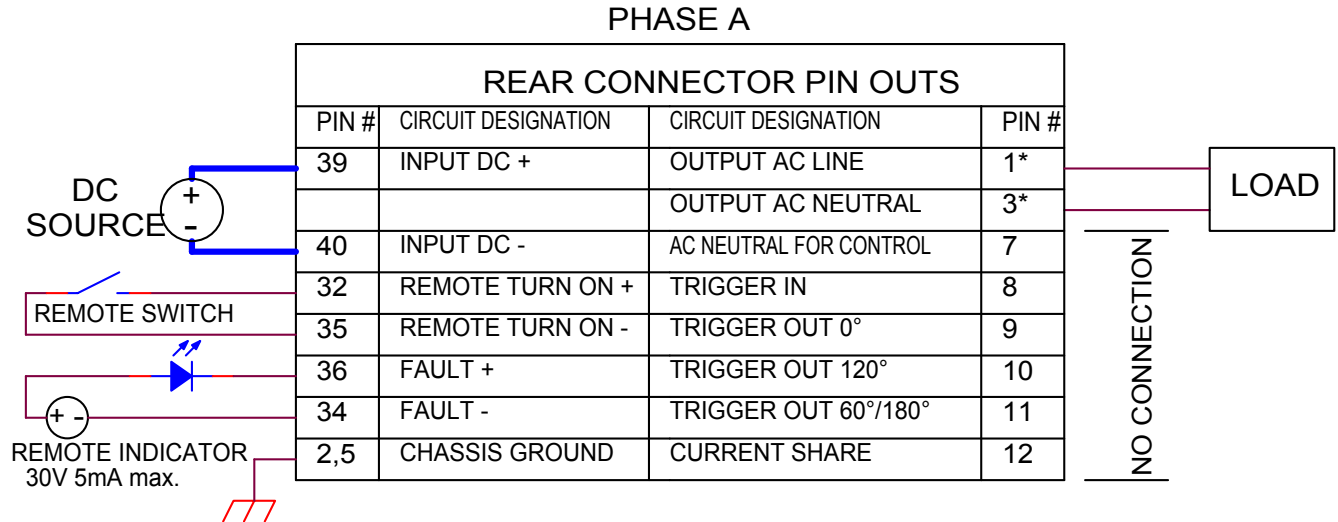 PHASE A
REAR CONNECTOR PIN OUTS
PIN # CIRCUIT DESIGNATION CIRCUIT DESIGNATION PIN #
39 INPUT DC + OUTPUT AC LINE 1*
OUTPUT AC NEUTRAL 3*
40 INPUT DC - AC NEUTRAL FOR CONTROL 7
32 REMOTE TURN ON + TRIGGER IN 8
35 REMOTE TURN ON - TRIGGER OUT 0° 9
36 FAULT + TRIGGER OUT 120° 10
34 FAULT - TRIGGER OUT 60°/180° 11
2,5 CHASSIS GROUND CURRENT SHARE 12
DC
SOURCE
+
-
REMOTE SWITCH
+ -
REMOTE INDICATOR
30V 5mA max.
LOAD
NO CONNECTION